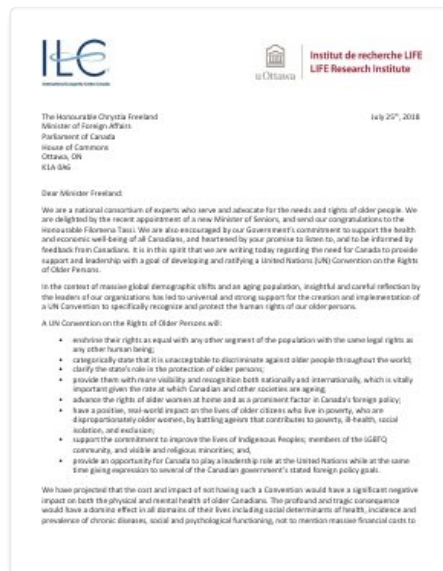 ILC
International Longevity Centre Canada
uOttawa
Institut de recherche LIFE
LIFE Research Institute
The Honourable Chrystia Freeland
July 25th, 2018
Minister of Foreign Affairs
Parliament of Canada
House of Commons
Ottawa, ON
K1A 0A6
Dear Minister Freeland:
We are a national consortium of experts who serve and advocate for the needs and rights of older people. We
are delighted by the recent appointment of a new Minister of Seniors, and send our congratulations to the
Honourable Filomena Tassi. We are also encouraged by our Government's commitment to support the health
and economic well-being of all Canadians, and heartened by your promise to listen to, and to be informed by
feedback from Canadians. It is in this spirit that we are writing today regarding the need for Canada to provide
support and leadership with a goal of developing and ratifying a United Nations (UN) Convention on the Rights
of Older Persons.
In the context of massive global demographic shifts and an aging population, insightful and careful reflection by
the leaders of our organizations has led to universal and strong support for the creation and implementation of
a UN Convention to specifically recognize and protect the human rights of our older persons.
A UN Convention on the Rights of Older Persons will:
• enshrine their rights as equal with any other segment of the population with the same legal rights as
any other human being;
• categorically state that it is unacceptable to discriminate against older people throughout the world;
• clarify the state's role in the protection of older persons;
• provide them with more visibility and recognition both nationally and internationally, which is vitally
important given the rate at which Canadian and other societies are ageing;
• advance the rights of older women at home and as a prominent factor in Canada's foreign policy;
• have a positive, real-world impact on the lives of older citizens who live in poverty, who are
disproportionately older women, by battling ageism that contributes to poverty, ill-health, social
isolation, and exclusion;
• support the commitment to improve the lives of Indigenous Peoples; members of the LGBTQ
community, and visible and religious minorities; and,
• provide an opportunity for Canada to play a leadership role at the United Nations while at the same
time giving expression to several of the Canadian government's stated foreign policy goals.
We have projected that the cost and impact of not having such a Convention would have a significant negative
impact on both the physical and mental health of older Canadians. The profound and tragic consequence
would have a domino effect in all domains of their lives including social determinants of health, incidence and
prevalence of chronic diseases, social and psychological functioning, not to mention massive financial costs to